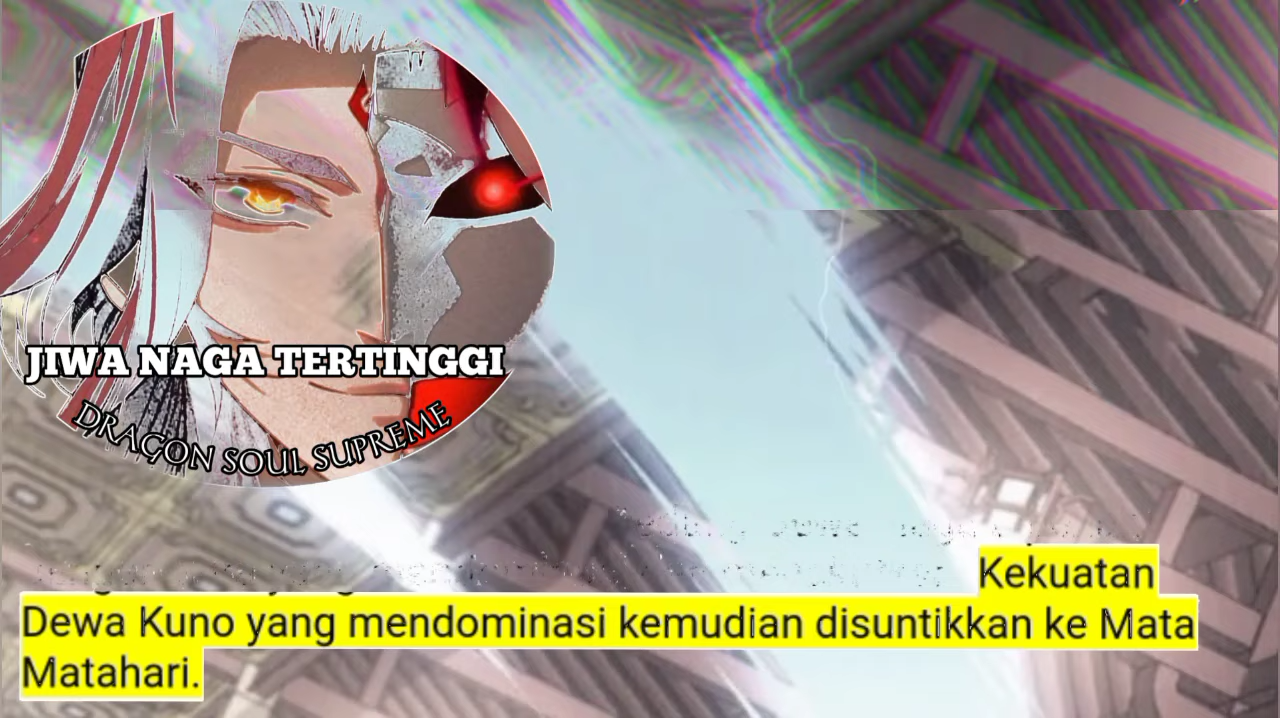 JIWA NAGA TERTINGGI
DRAGON SOUL SUPREME
Kekuatan
Dewa Kuno yang mendominasi kemudian disuntikkan ke Mata
Matahari.